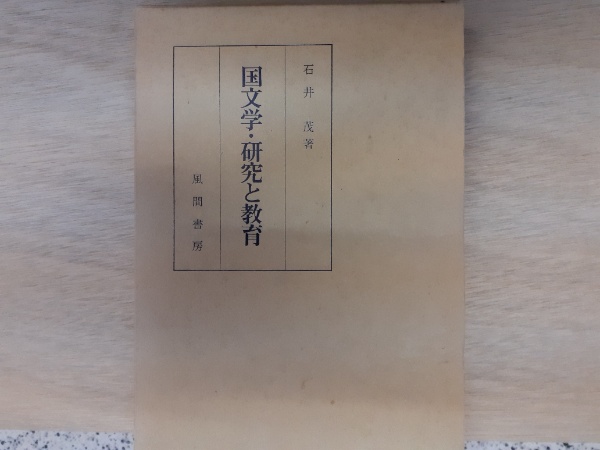 石井 茂著
国文学・研究と教育
風間書房